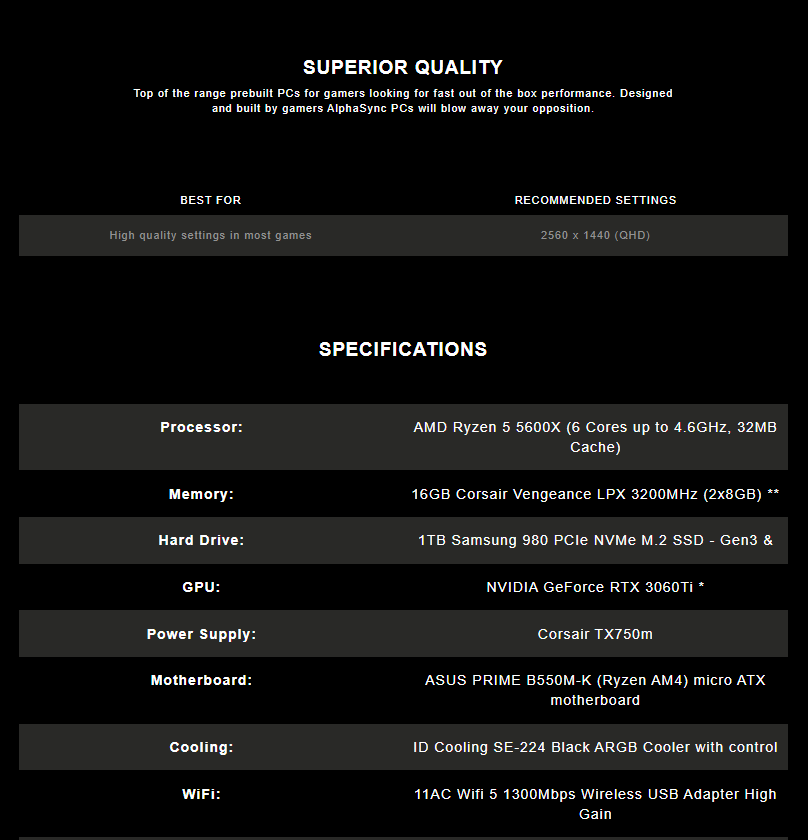 SUPERIOR QUALITY
Top of the range prebuilt PCs for gamers looking for fast out of the box performance. Designed
and built by gamers AlphaSync PCs will blow away your opposition.
BEST FOR
RECOMMENDED SETTINGS
High quality settings in most games
2560 x 1440 (QHD)
SPECIFICATIONS
Processor:
AMD Ryzen 5 5600X (6 Cores up to 4.6GHz, 32MB
Cache)
Memory:
16GB Corsair Vengeance LPX 3200MHz (2x8GB) **
Hard Drive:
1TB Samsung 980 PCIe NVMe M.2 SSD - Gen3 &
GPU:
NVIDIA GeForce RTX 3060Ti *
Power Supply:
Corsair TX750m
Motherboard:
ASUS PRIME B550M-K (Ryzen AM4) micro ATX
motherboard
Cooling:
ID Cooling SE-224 Black ARGB Cooler with control
WiFi:
11AC Wifi 5 1300Mbps Wireless USB Adapter High
Gain